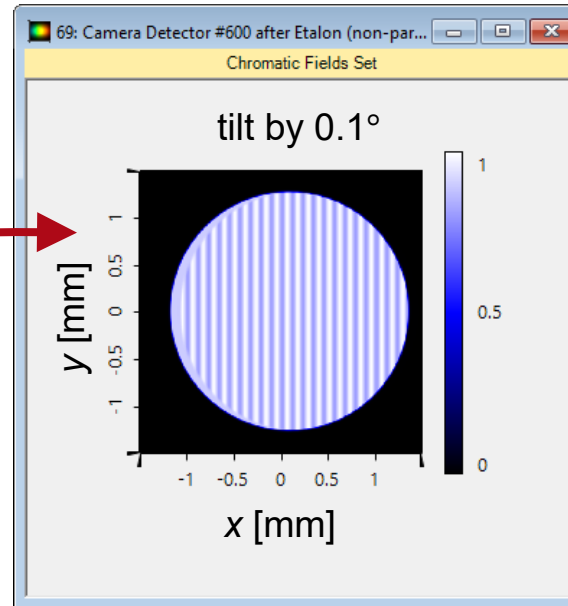 69: Camera Detector #600 after Etalon (non-par...
Chromatic Fields Set
tilt by 0.1°
1
0.5
0
-0.5
-1
y [mm]
-1 -0.5 0 0.5 1
x [mm]
1
0.5
0